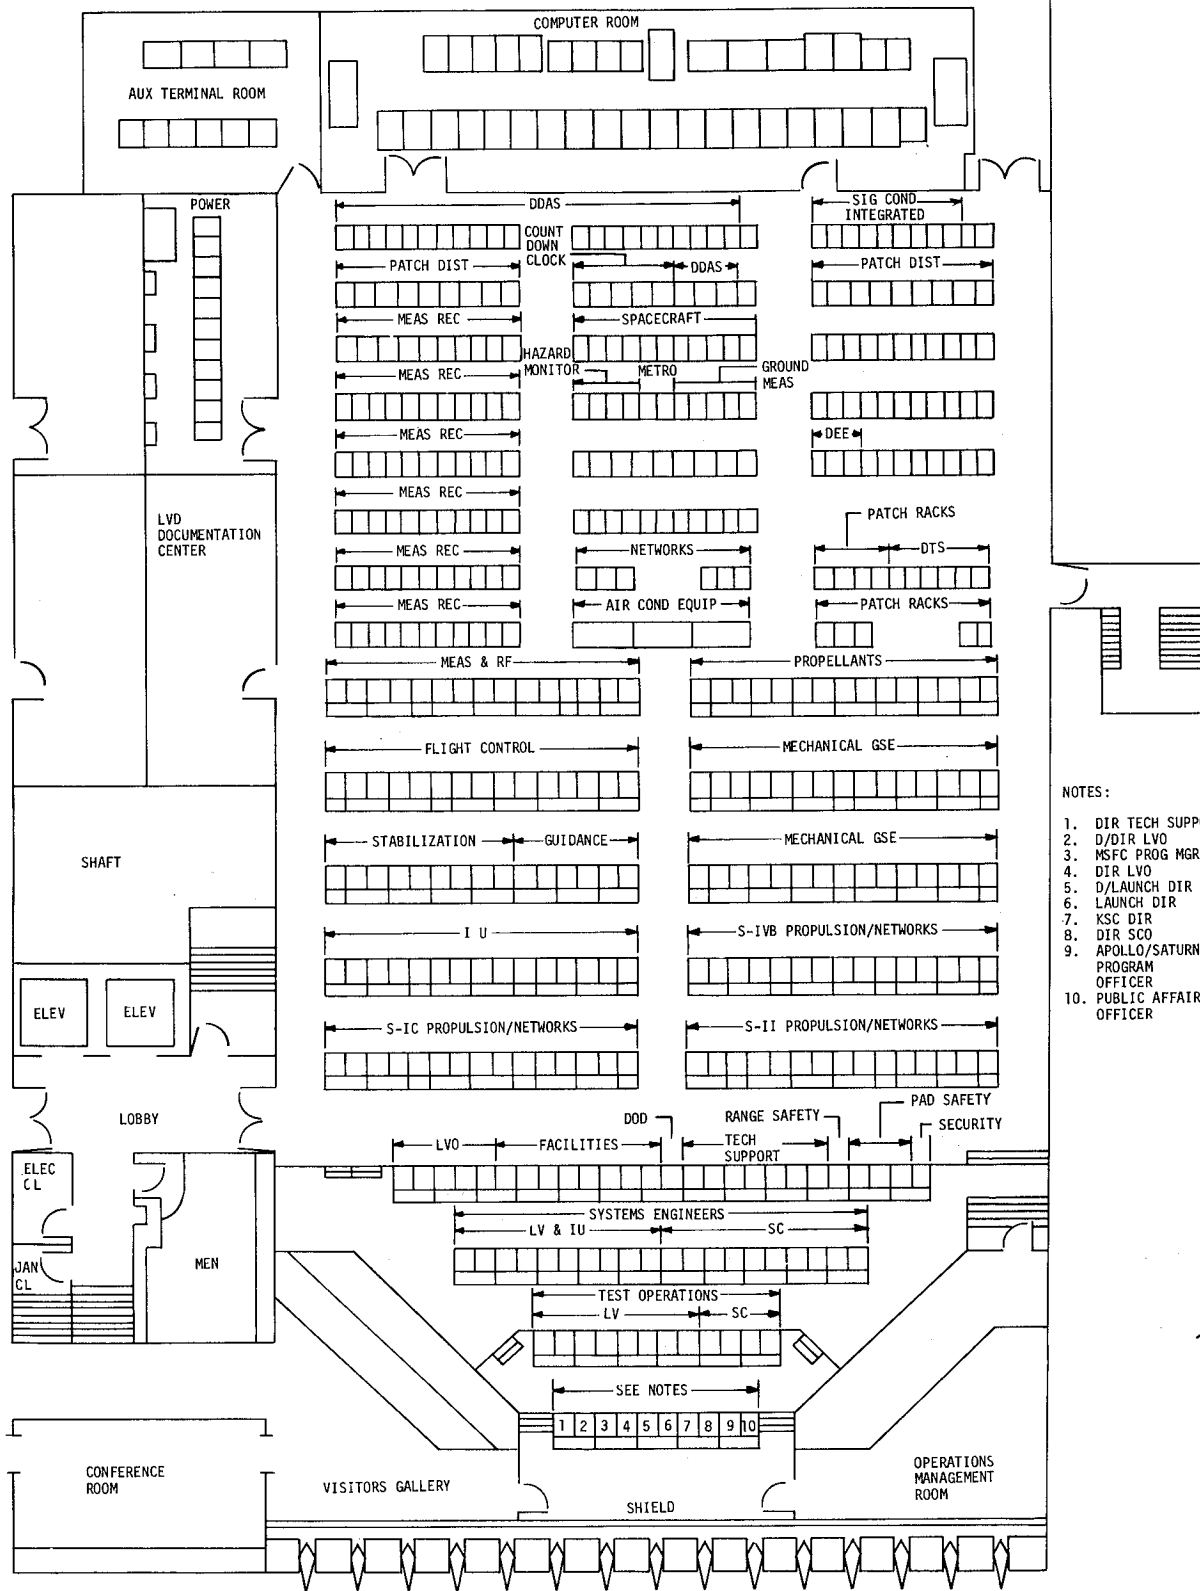 COMPUTER ROOM
AUX TERMINAL ROOM
POWER
DDAS
SIG COND
INTEGRATED
COUNT
DOWN
CLOCK
PATCH DIST
DDAS
PATCH DIST
MEAS REC
SPACECRAFT
HAZARD
MONITOR
METRO
GROUND
MEAS
MEAS REC
MEAS REC
DEE
MEAS REC
LVD
DOCUMENTATION
CENTER
PATCH RACKS
MEAS REC
NETWORKS
DTS
MEAS REC
AIR COND EQUIP
PATCH RACKS
MEAS & RF
PROPELLANTS
FLIGHT CONTROL
MECHANICAL GSE
NOTES:
1. DIR TECH SUPP
2. D/DIR LVO
3. MSFC PROG MGR
4. DIR LVO
5. D/LAUNCH DIR
6. LAUNCH DIR
7. KSC DIR
8. DIR SCO
9. APOLLO/SATURN
PROGRAM
OFFICER
10. PUBLIC AFFAIR
OFFICER
STABILIZATION
GUIDANCE
MECHANICAL GSE
SHAFT
I U
S-IVB PROPULSION/NETWORKS
ELEV
ELEV
S-IC PROPULSION/NETWORKS
S-II PROPULSION/NETWORKS
LOBBY
DOD
RANGE SAFETY
PAD SAFETY
SECURITY
LVO
FACILITIES
TECH
SUPPORT
ELEC
CL
SYSTEMS ENGINEERS
LV & IU
SC
MEN
JAN
CL
TEST OPERATIONS
LV
SC
SEE NOTES
1 2 3 4 5 6 7 8 9 10
CONFERENCE
ROOM
VISITORS GALLERY
SHIELD
OPERATIONS
MANAGEMENT
ROOM